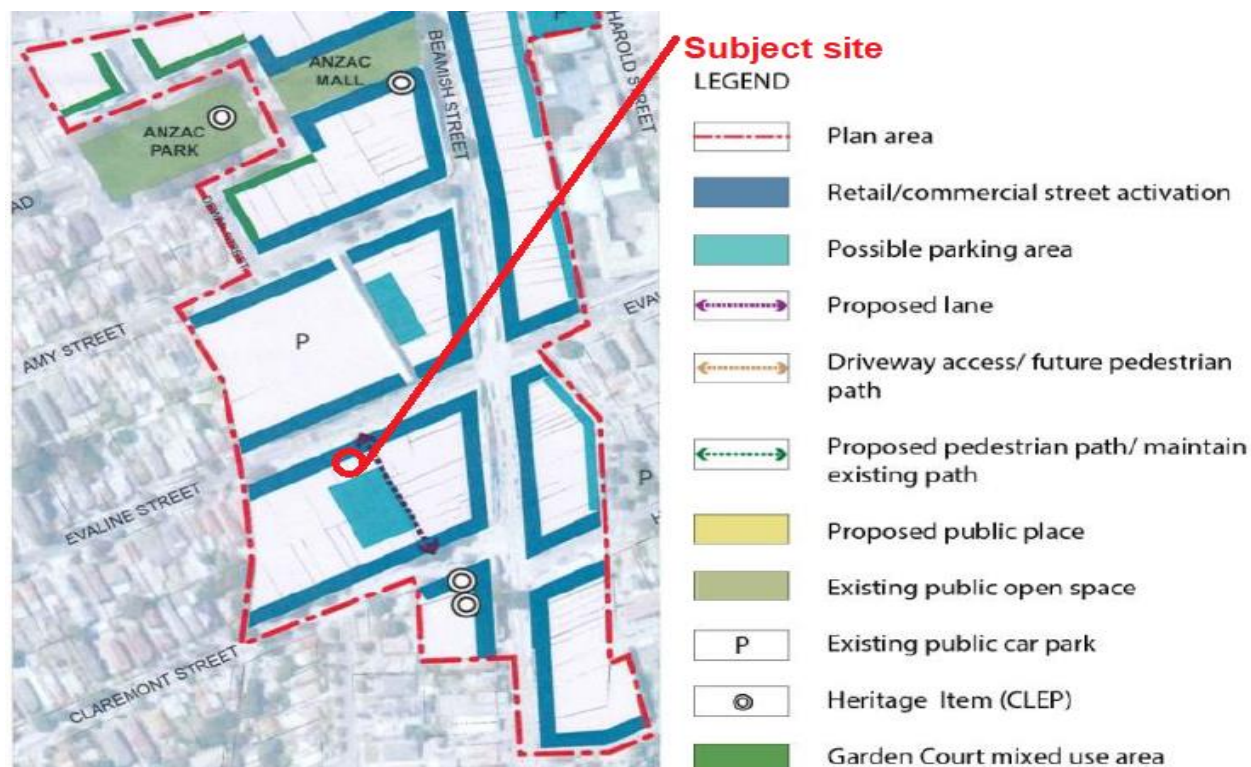 Subject site
ANZAC
MALL
BEAMISH STREET
HAROLD STREET
P
ANZAC
PARK
AD
AMY STREET
P
EVALINE STREET
P
CLAREMONT STREET
LEGEND
Plan area
Retail/commercial street activation
Possible parking area
Proposed lane
Driveway access/ future pedestrian
path
Proposed pedestrian path/ maintain
existing path
Proposed public place
Existing public open space
P
Existing public car park
Heritage Item (CLEP)
Garden Court mixed use area